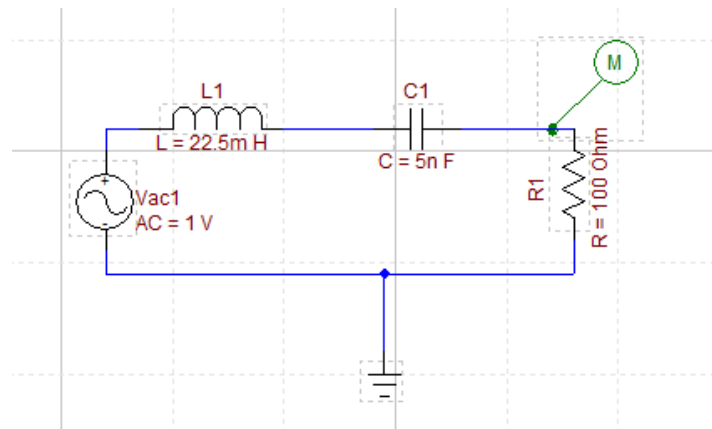 M
L1
L = 22.5m H
C1
C = 5n F
+
Vac1
AC = 1 V
-
R1
R = 100 Ohm